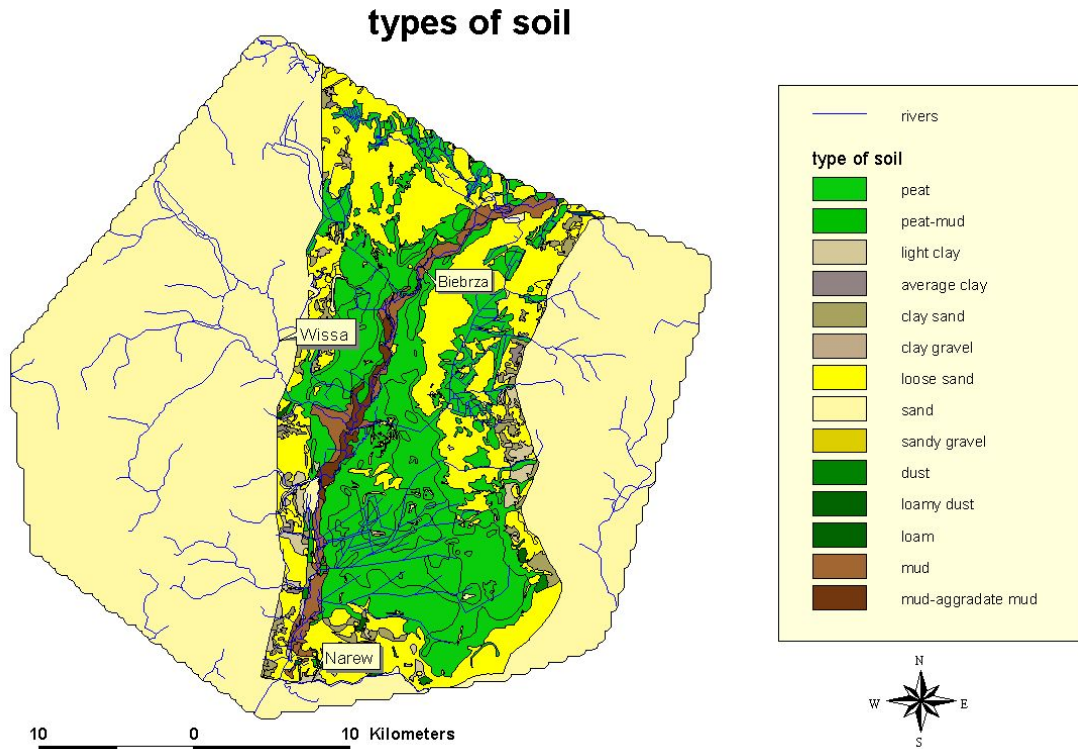 types of soil
Biebrza
Wissa
Narew
10 0 10 Kilometers
rivers
type of soil
peat
peat-mud
light clay
average clay
clay sand
clay gravel
loose sand
sand
sandy gravel
dust
loamy dust
loam
mud
mud-aggradate mud
N
W E
S